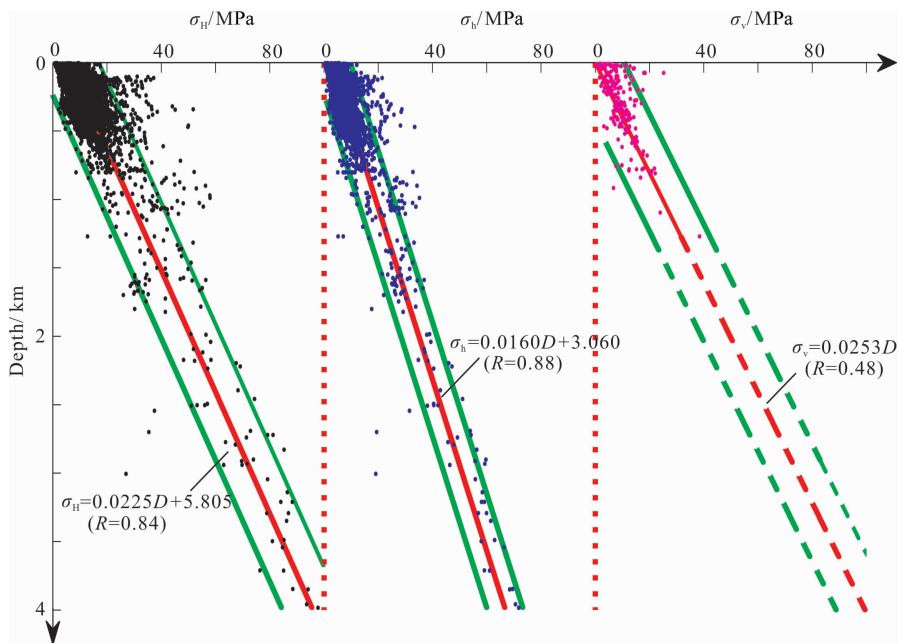 σH/MPa
σh/MPa
σv/MPa
0 40 80
0 40 80
0 40 80
0
2
4
Depth/ km
σH=0.0225D+5.805
(R=0.84)
σh=0.0160D+3.060
(R=0.88)
σv=0.0253D
(R=0.48)